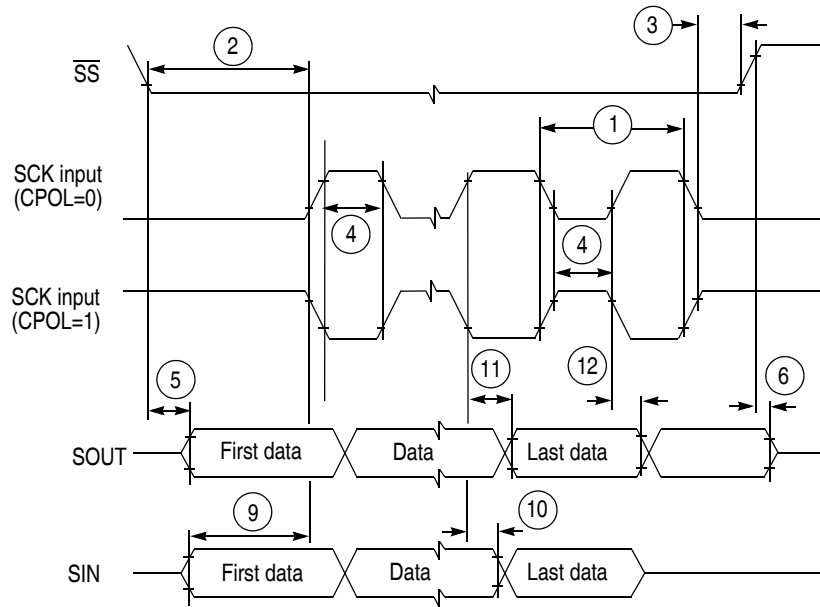 3
2
SS
1
SCK input
(CPOL=0)
4
4
SCK input
(CPOL=1)
5
11
12
6
SOUT
First data
Data
Last data
9
10
SIN
First data
Data
Last data